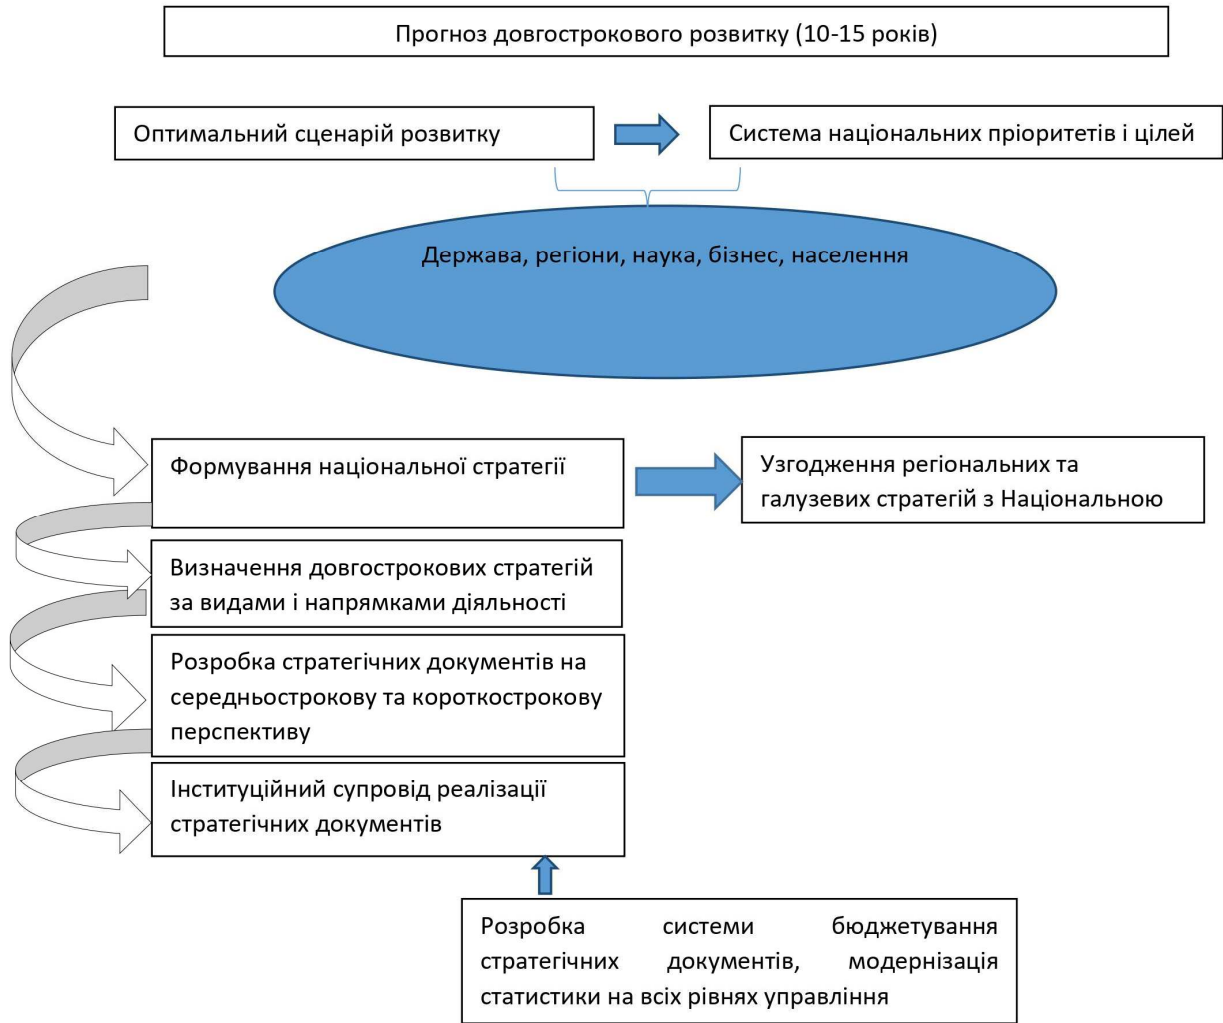 Прогноз довгострокового розвитку (10-15 років)
Оптимальний сценарій розвитку
Система національних пріоритетів і цілей
Держава, регіони, наука, бізнес, населення
Формування національної стратегії
Узгодження регіональних та
галузевих стратегій з Національною
Визначення довгострокових стратегій
за видами і напрямками діяльності
Розробка стратегічних документів на
середньострокову та короткострокову
перспективу
Інституційний супровід реалізації
стратегічних документів
Розробка системи бюджетування
стратегічних документів, модернізація
статистики на всіх рівнях управління